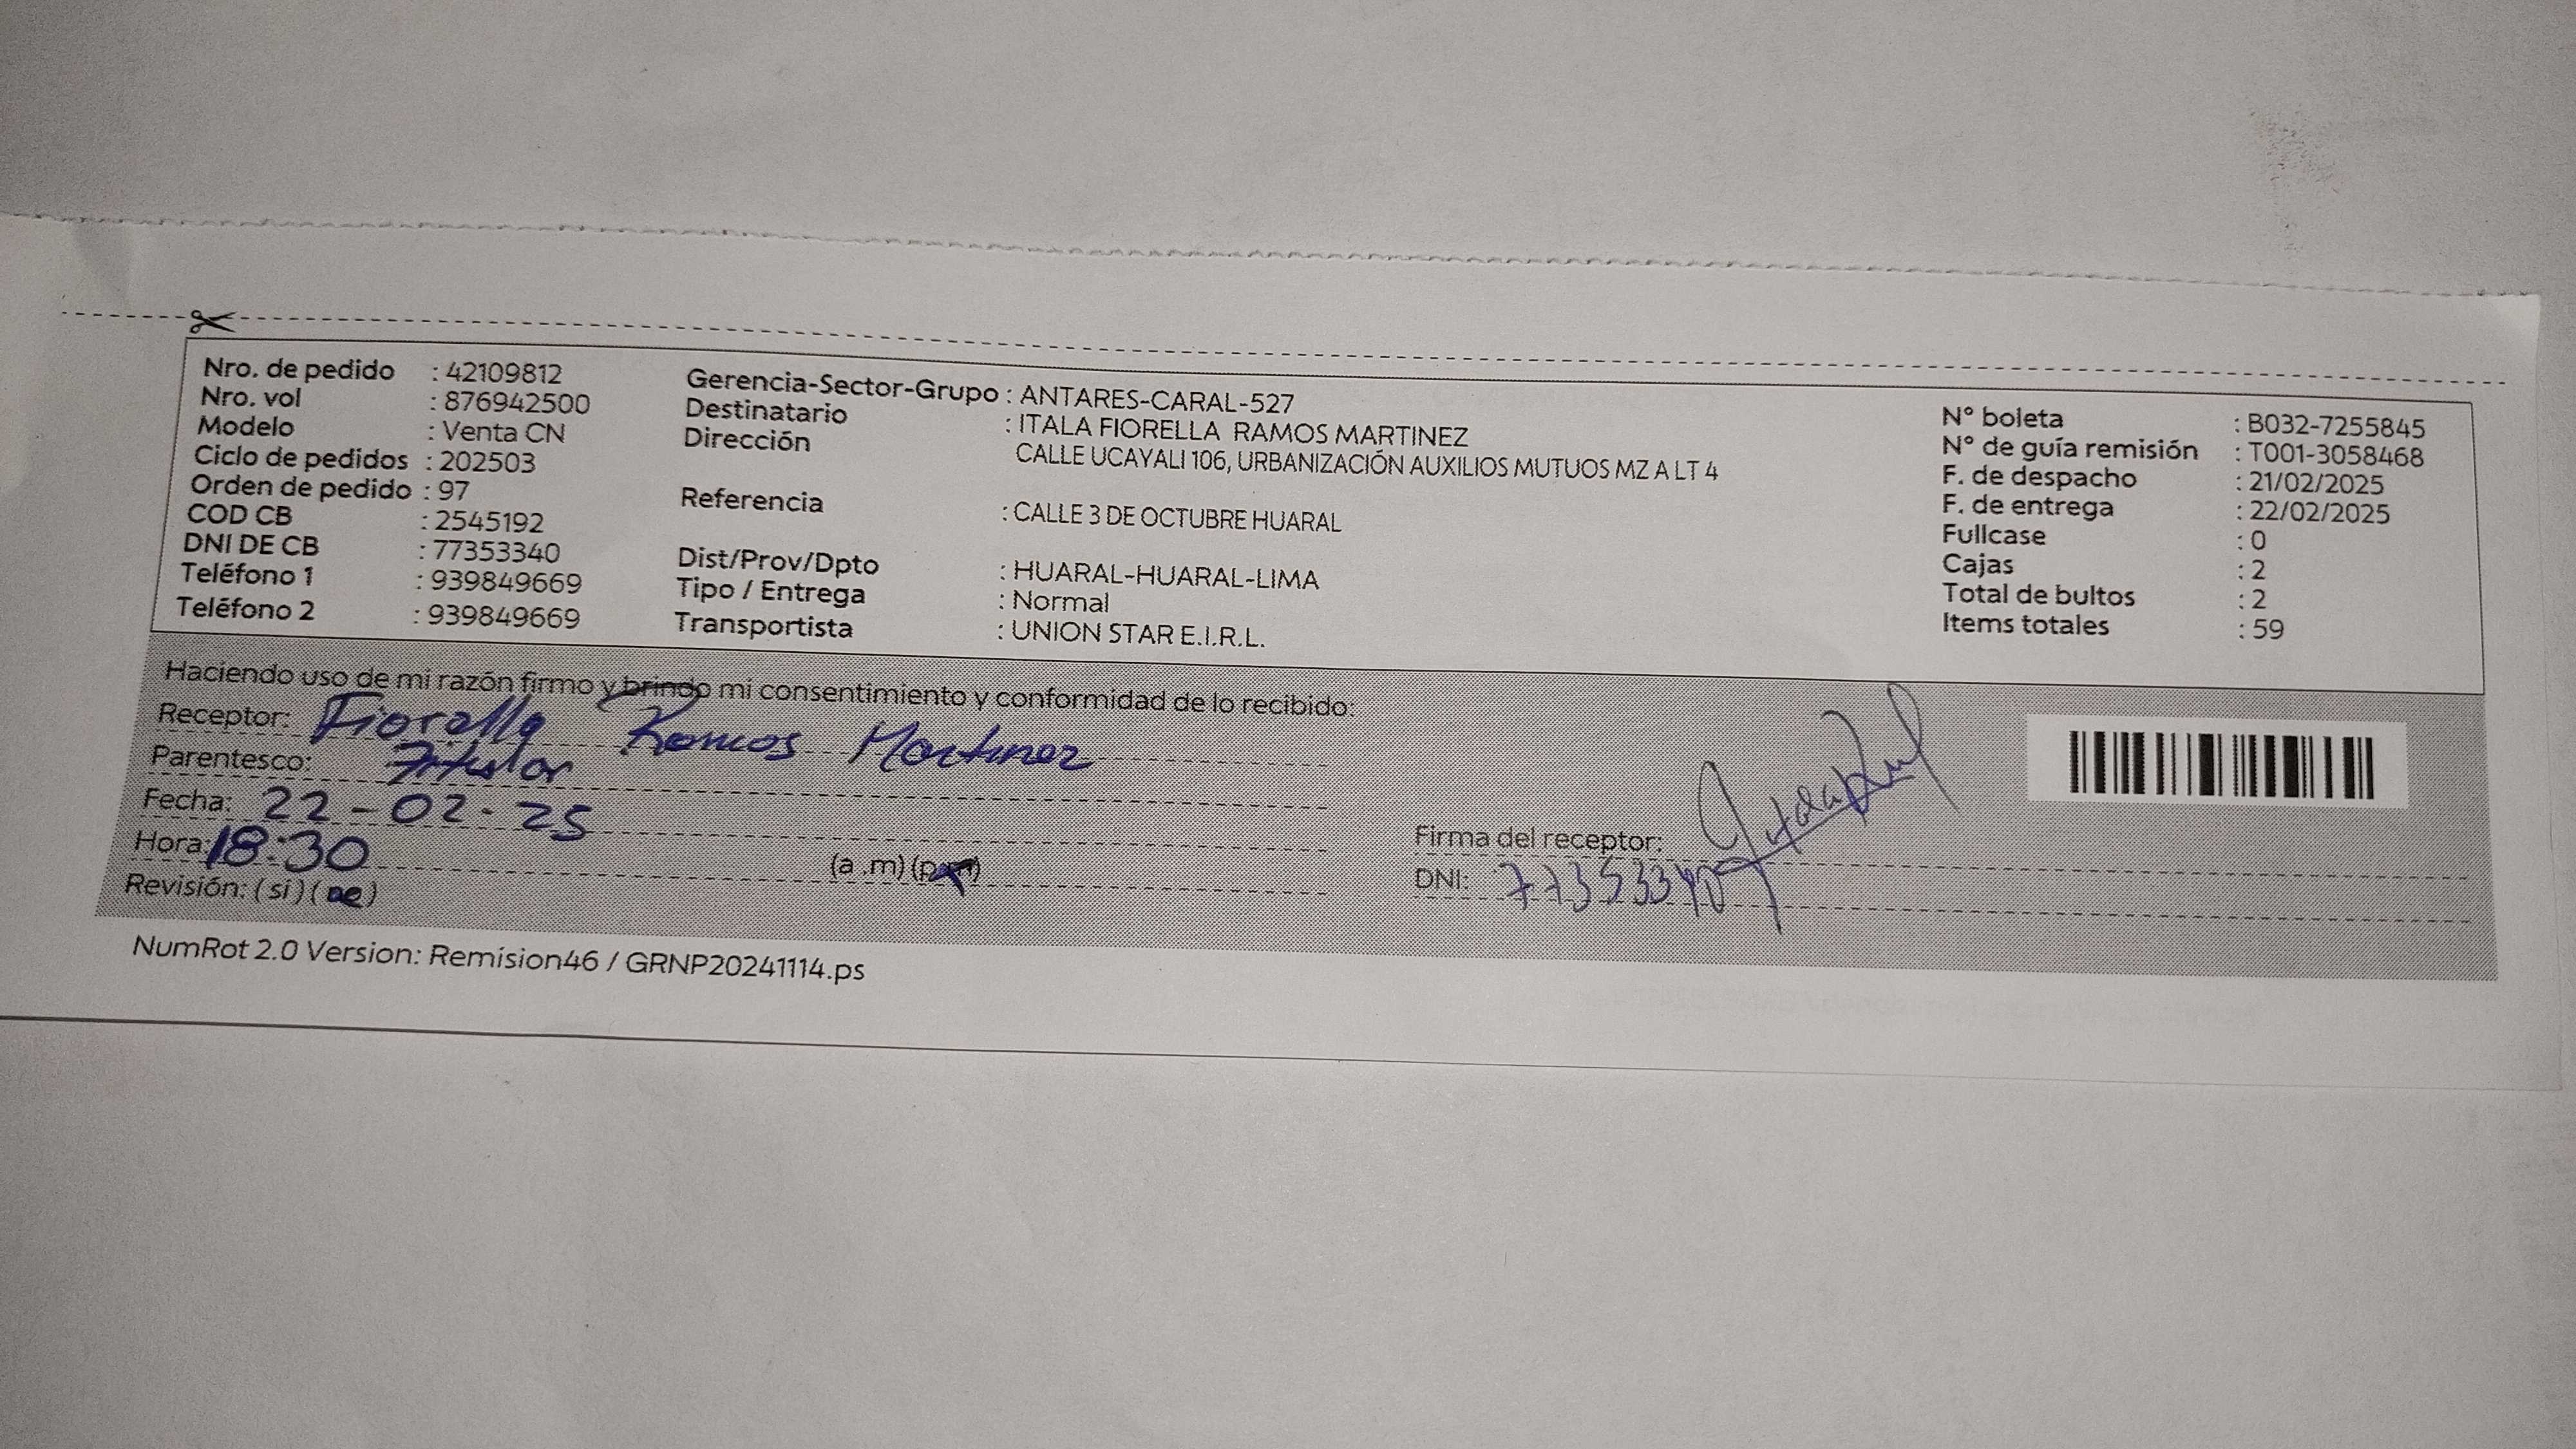 Nro. de pedido : 42109812
Nro. vol : 876942500
Modelo : Venta CN
Ciclo de pedidos : 202503
Orden de pedido : 97
COD CB : 2545192
DNI DE CB : 77353340
Teléfono 1 : 939849669
Teléfono 2 : 939849669
Gerencia-Sector-Grupo : ANTARES-CARAL-527
Destinatario : ITALA FIORELLA RAMOS MARTINEZ
Dirección CALLE UCAYALI 106, URBANIZACIÓN AUXILIOS MUTUOS MZ A LT 4
Referencia : CALLE 3 DE OCTUBRE HUARAL
Dist/Prov/Dpto : HUARAL-HUARAL-LIMA
Tipo / Entrega : Normal
Transportista : UNION STAR E.I.R.L.
N° boleta : B032-7255845
N° de guía remisión : T001-3058468
F. de despacho : 21/02/2025
F. de entrega : 22/02/2025
Fullcase : 0
Cajas : 2
Total de bultos : 2
Items totales : 59
Haciendo uso de mi razón firmo y brindo mi consentimiento y conformidad de lo recibido:
Receptor: Fiorella Ramos Martinez
Parentesco: Titular
Fecha: 22-02-25
Hora: 18:30 (a .m) (p.m)
Revisión: (si) (no)
Firma del receptor:
DNI: 77353340
NumRot 2.0 Version: Remision46 / GRNP20241114.ps